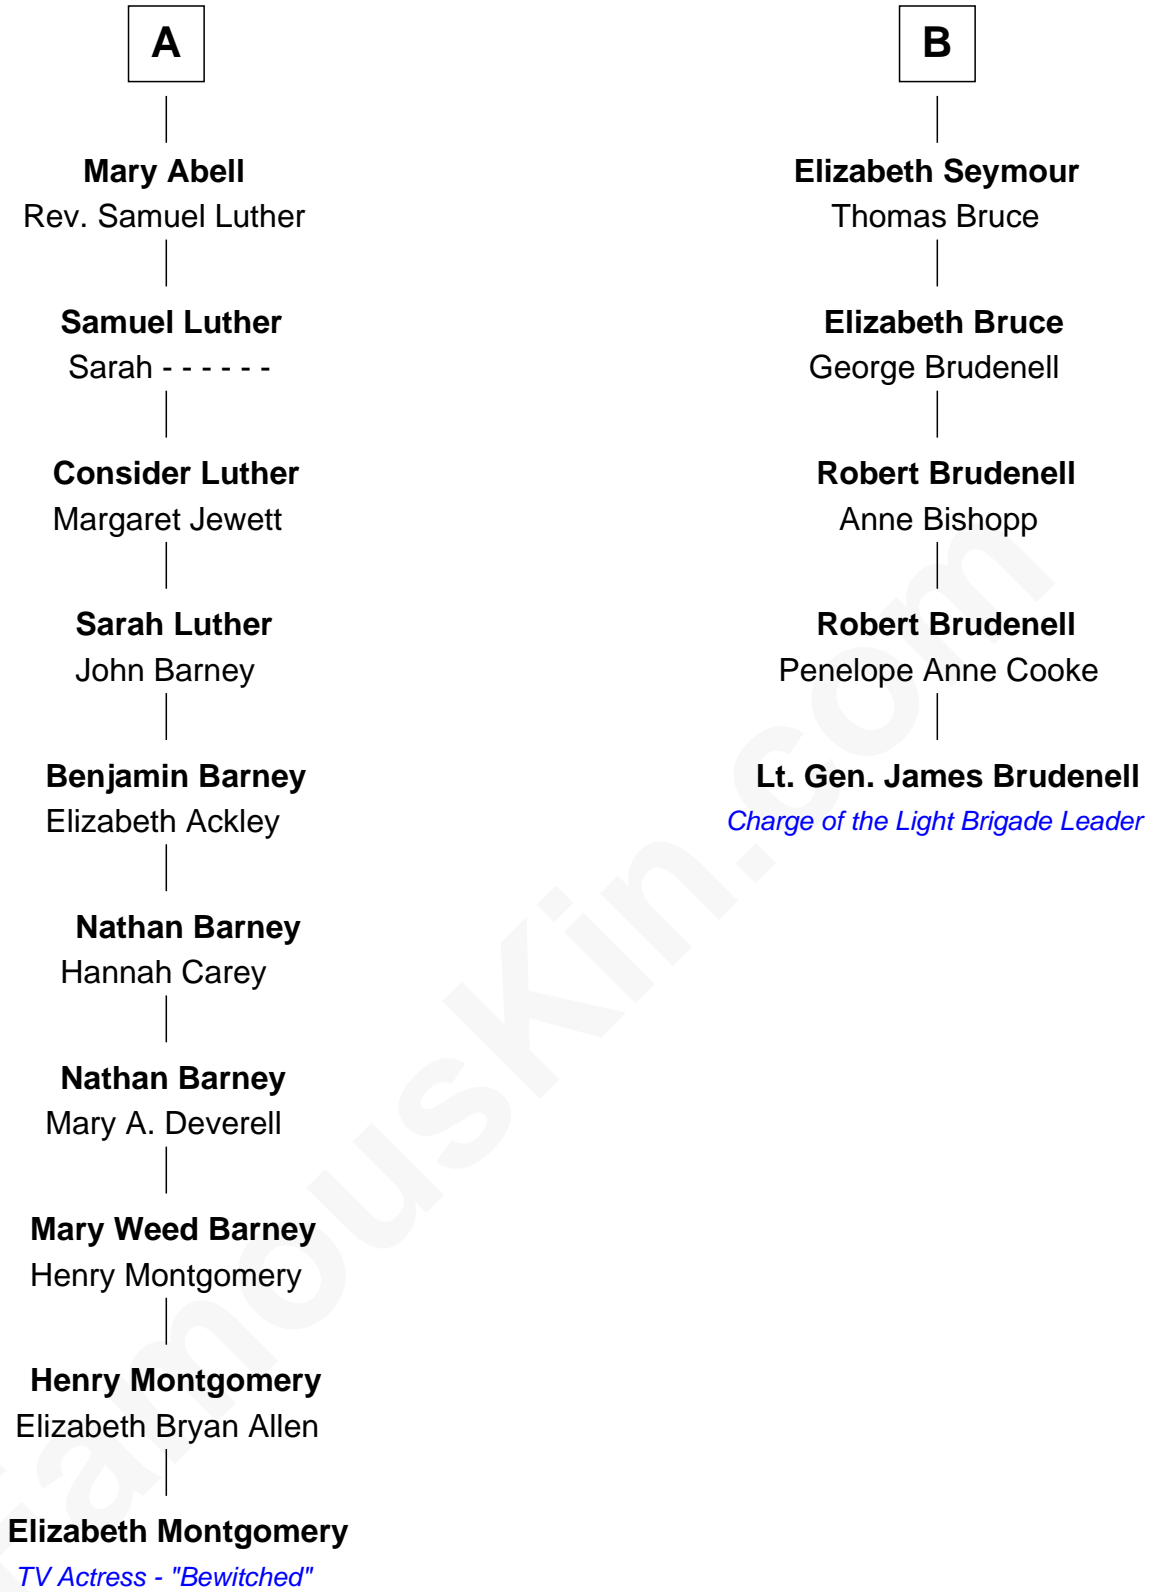 A
Mary Abell
Rev. Samuel Luther
Samuel Luther
Sarah - - - - - -
Consider Luther
Margaret Jewett
Sarah Luther
John Barney
Benjamin Barney
Elizabeth Ackley
Nathan Barney
Hannah Carey
Nathan Barney
Mary A. Deverell
Mary Weed Barney
Henry Montgomery
Henry Montgomery
Elizabeth Bryan Allen
Elizabeth Montgomery
TV Actress - "Bewitched"
B
Elizabeth Seymour
Thomas Bruce
Elizabeth Bruce
George Brudenell
Robert Brudenell
Anne Bishopp
Robert Brudenell
Penelope Anne Cooke
Lt. Gen. James Brudenell
Charge of the Light Brigade Leader
FamousKin.com